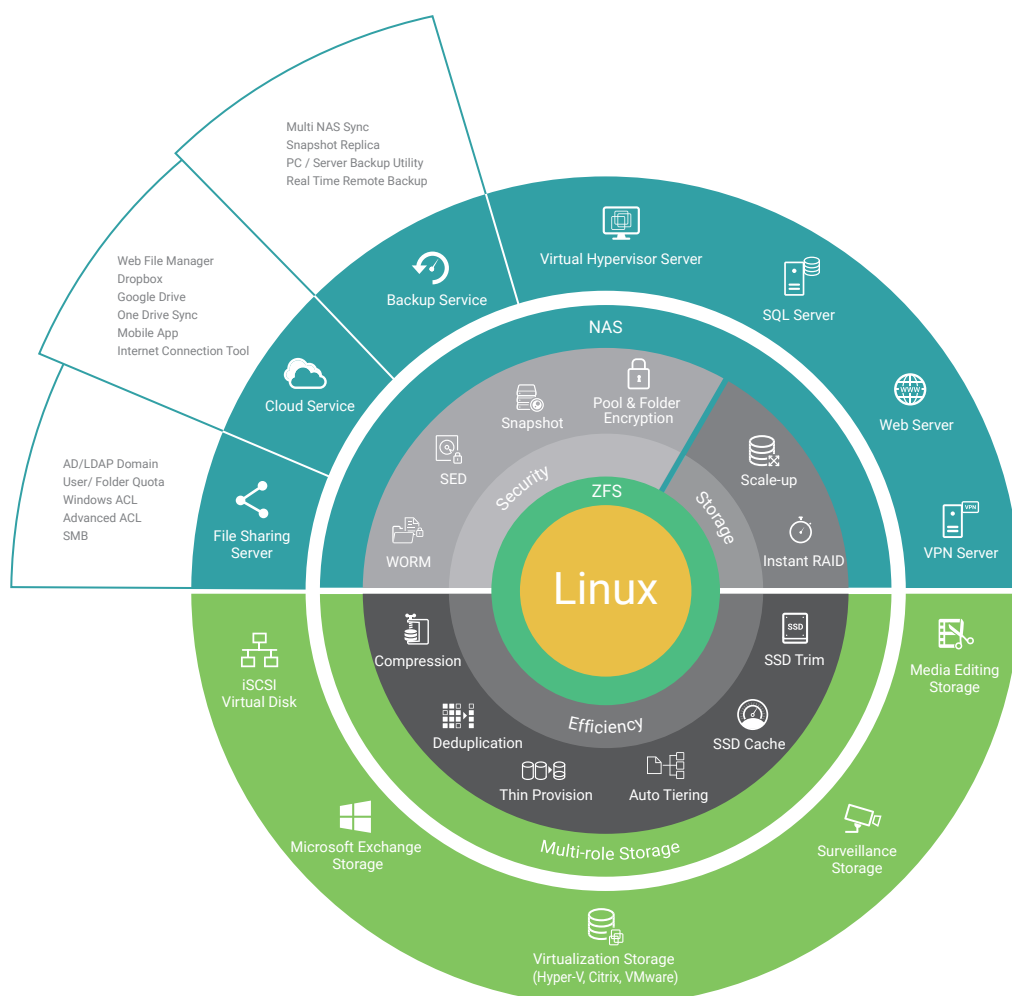 Multi NAS Sync
Snapshot Replica
PC / Server Backup Utility
Real Time Remote Backup
Web File Manager
Dropbox
Google Drive
One Drive Sync
Mobile App
Internet Connection Tool
AD/LDAP Domain
User/ Folder Quota
Windows ACL
Advanced ACL
SMB
Backup Service
Cloud Service
File Sharing
Server
Virtual Hypervisor Server
SQL Server
WWW
Web Server
VPN
VPN Server
NAS
Pool & Folder
Encryption
Snapshot
SED
WORM
Security
Scale-up
Instant RAID
Storage
ZFS
Linux
Compression
Deduplication
Thin Provision
Auto Tiering
SSD Cache
SSD
SSD Trim
Efficiency
Multi-role Storage
iSCSI
Virtual Disk
Microsoft Exchange
Storage
Virtualization Storage
(Hyper-V, Citrix, VMware)
Surveillance
Storage
Media Editing
Storage